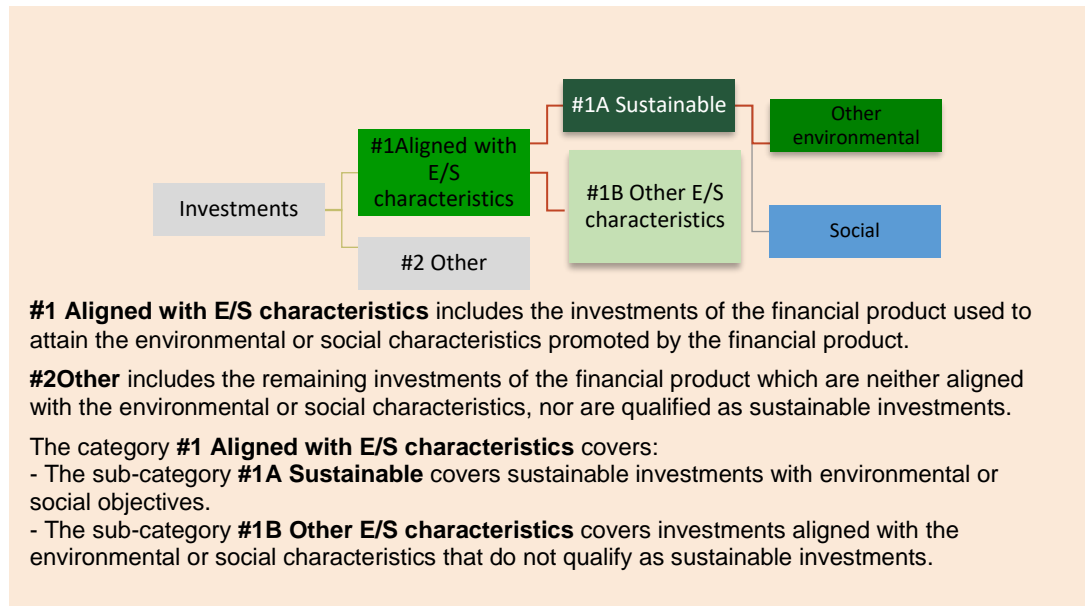 #1A Sustainable
Other
environmental
#1Aligned with
E/S
characteristics
#1B Other E/S
characteristics
Investments
Social
#2 Other
#1 Aligned with E/S characteristics includes the investments of the financial product used to
attain the environmental or social characteristics promoted by the financial product.
#2Other includes the remaining investments of the financial product which are neither aligned
with the environmental or social characteristics, nor are qualified as sustainable investments.
The category #1 Aligned with E/S characteristics covers:
- The sub-category #1A Sustainable covers sustainable investments with environmental or
social objectives.
- The sub-category #1B Other E/S characteristics covers investments aligned with the
environmental or social characteristics that do not qualify as sustainable investments.